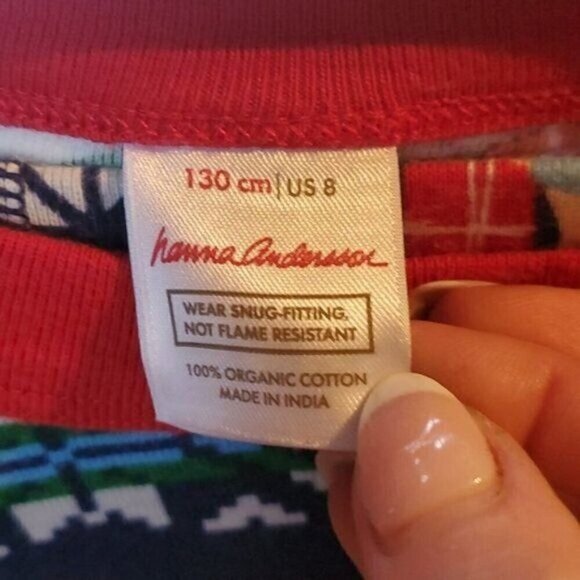 130 cm | US 8
hanna andersson
WEAR SNUG-FITTING,
NOT FLAME RESISTANT
100% ORGANIC COTTON
MADE IN INDIA